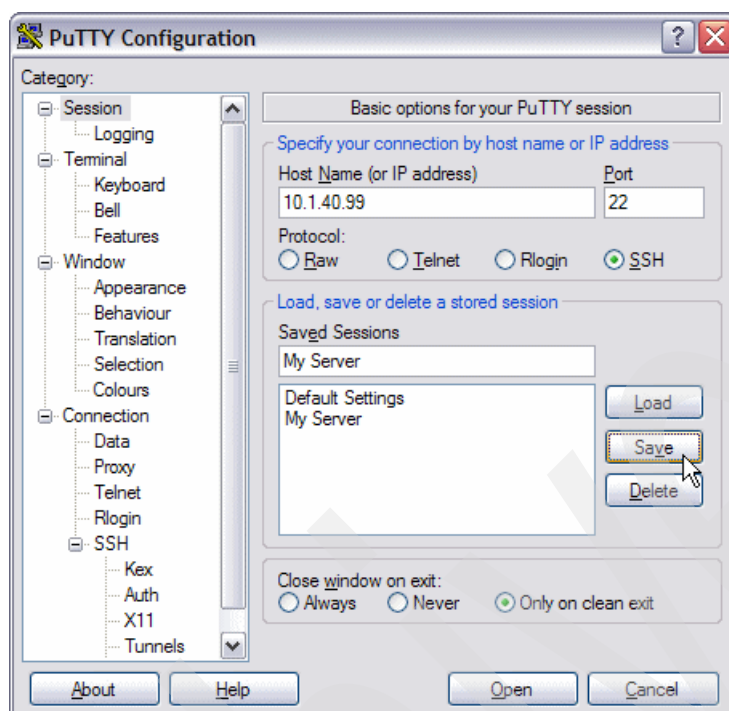 PuTTY Configuration
?
X
Category:
Session
Logging
Terminal
Keyboard
Bell
Features
Window
Appearance
Behaviour
Translation
Selection
Colours
Connection
Data
Proxy
Telnet
Rlogin
SSH
Kex
Auth
X11
Tunnels
Basic options for your PuTTY session
Specify your connection by host name or IP address
Host Name (or IP address) Port
10.1.40.99 22
Protocol:
Raw Telnet Rlogin SSH
Load, save or delete a stored session
Saved Sessions
My Server
Default Settings
My Server
Load
Save
Delete
Close window on exit:
Always Never Only on clean exit
About Help Open Cancel